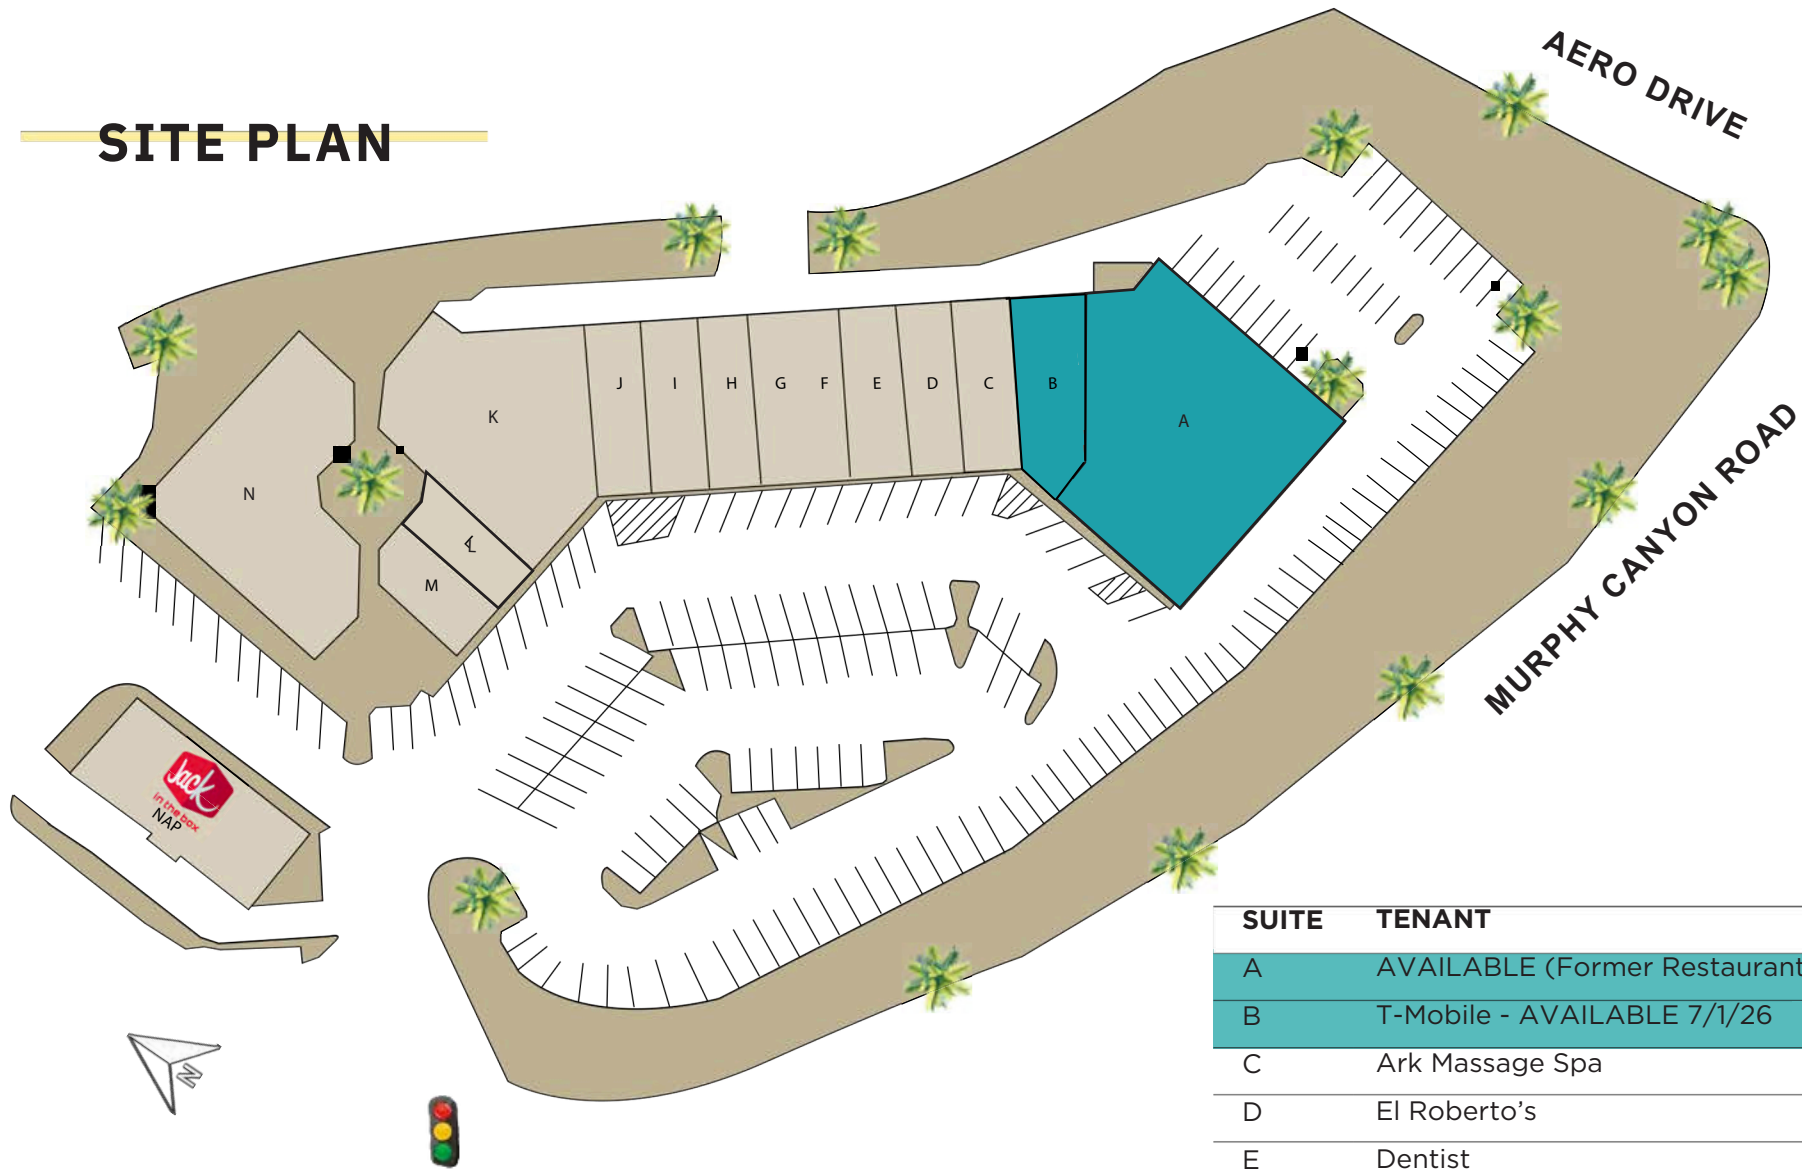 SITE PLAN
AERO DRIVE
MURPHY CANYON ROAD
J
I
H
G
F
E
D
C
B
A
K
N
L
M
Jack
in the box
NAP
N
SUITE TENANT
A AVAILABLE (Former Restaurant
B T-Mobile - AVAILABLE 7/1/26
C Ark Massage Spa
D El Roberto’s
E Dentist